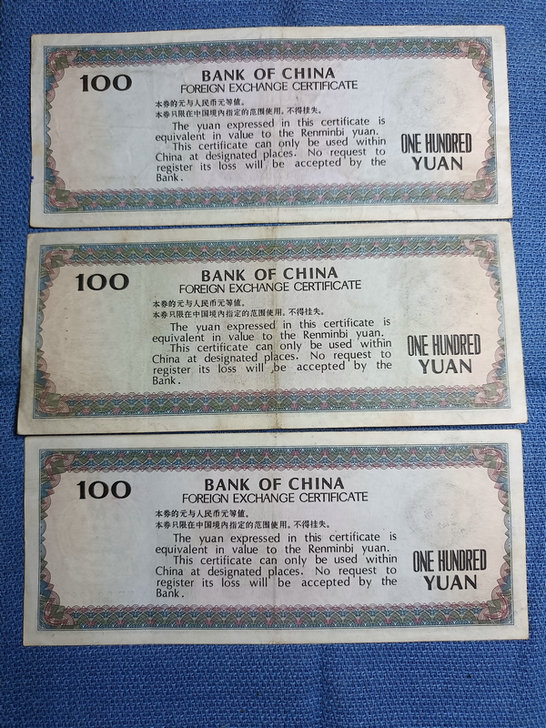 100
BANK OF CHINA
FOREIGN EXCHANGE CERTIFICATE
本券的元与人民币元等值。
本券只限在中国境内指定的范围使用，不得挂失。
The yuan expressed in this certificate is
equivalent in value to the Renminbi yuan.
This certificate can only be used within
China at designated places. No request to
register its loss will be accepted by the
Bank.
ONE HUNDRED
YUAN
100
BANK OF CHINA
FOREIGN EXCHANGE CERTIFICATE
本券的元与人民币元等值。
本券只限在中国境内指定的范围使用，不得挂失。
The yuan expressed in this certificate is
equivalent in value to the Renminbi yuan.
This certificate can only be used within
China at designated places. No request to
register its loss will be accepted by the
Bank.
ONE HUNDRED
YUAN
100
BANK OF CHINA
FOREIGN EXCHANGE CERTIFICATE
本券的元与人民币元等值。
本券只限在中国境内指定的范围使用，不得挂失。
The yuan expressed in this certificate is
equivalent in value to the Renminbi yuan.
This certificate can only be used within
China at designated places. No request to
register its loss will be accepted by the
Bank.
ONE HUNDRED
YUAN